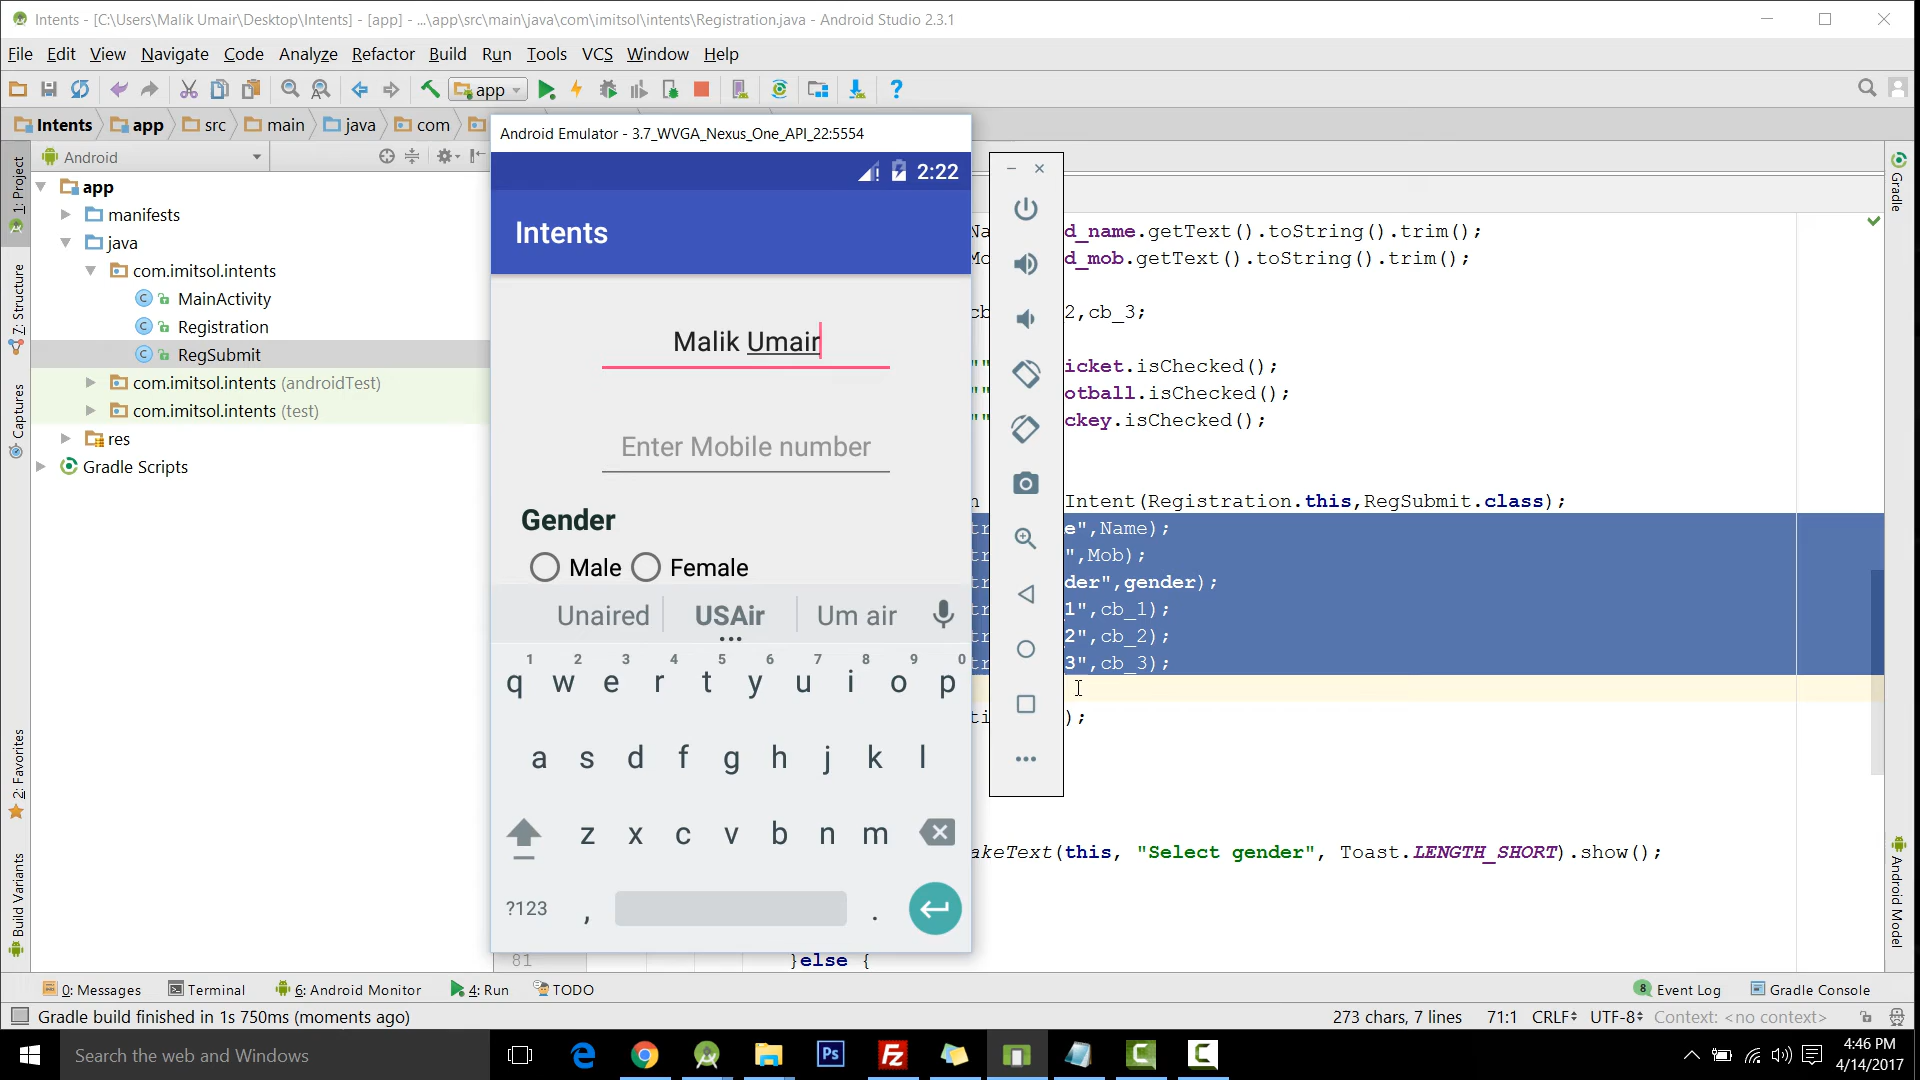 Intents - [C:\Users\Malik Umair\Desktop\Intents] - [app] - ...\app\src\main\java\com\imitsol\intents\Registration.java - Android Studio 2.3.1
File Edit View Navigate Code Analyze Refactor Build Run Tools VCS Window Help
app
Intents app src main java com
Android Emulator - 3.7_WVGA_Nexus_One_API_22:5554
Android
2:22
1: Project
Gradle
app
manifests
Intents
java
d_name.getText().toString().trim();
d_mob.getText().toString().trim();
com.imitsol.intents
7: Structure
MainActivity
2,cb_3;
Registration
Malik Umair
RegSubmit
"" icket.isChecked();
com.imitsol.intents (androidTest)
"" otball.isChecked();
com.imitsol.intents (test)
"" ckey.isChecked();
Captures
res
Enter Mobile number
Gradle Scripts
Intent(Registration.this,RegSubmit.class);
Gender
e",Name);
",Mob);
Male Female
der",gender);
1",cb_1);
Unaired USAir Um air
2",cb_2);
3",cb_3);
1 2 3 4 5 6 7 8 9 0
q w e r t y u i o p
);
a s d f g h j k l
2: Favorites
z x c v b n m
akeText(this, "Select gender", Toast.LENGTH_SHORT).show();
Build Variants
Android Model
?123 , .
81 }else {
0: Messages Terminal 6: Android Monitor 4: Run TODO 8 Event Log Gradle Console
Gradle build finished in 1s 750ms (moments ago) 273 chars, 7 lines 71:1 CRLF UTF-8 Context: <no context>
Search the web and Windows
Ps
4:46 PM
4/14/2017